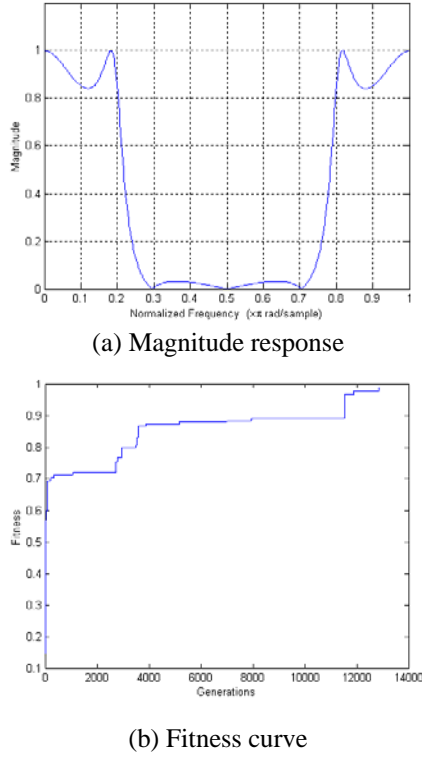 1
0.8
0.6
0.4
0.2
0
Magnitude
0 0.1 0.2 0.3 0.4 0.5 0.6 0.7 0.8 0.9 1
Normalized Frequency (×π rad/sample)
(a) Magnitude response
1
0.9
0.8
0.7
0.6
0.5
0.4
0.3
0.2
0.1
Fitness
0 2000 4000 6000 8000 10000 12000 14000
Generations
(b) Fitness curve